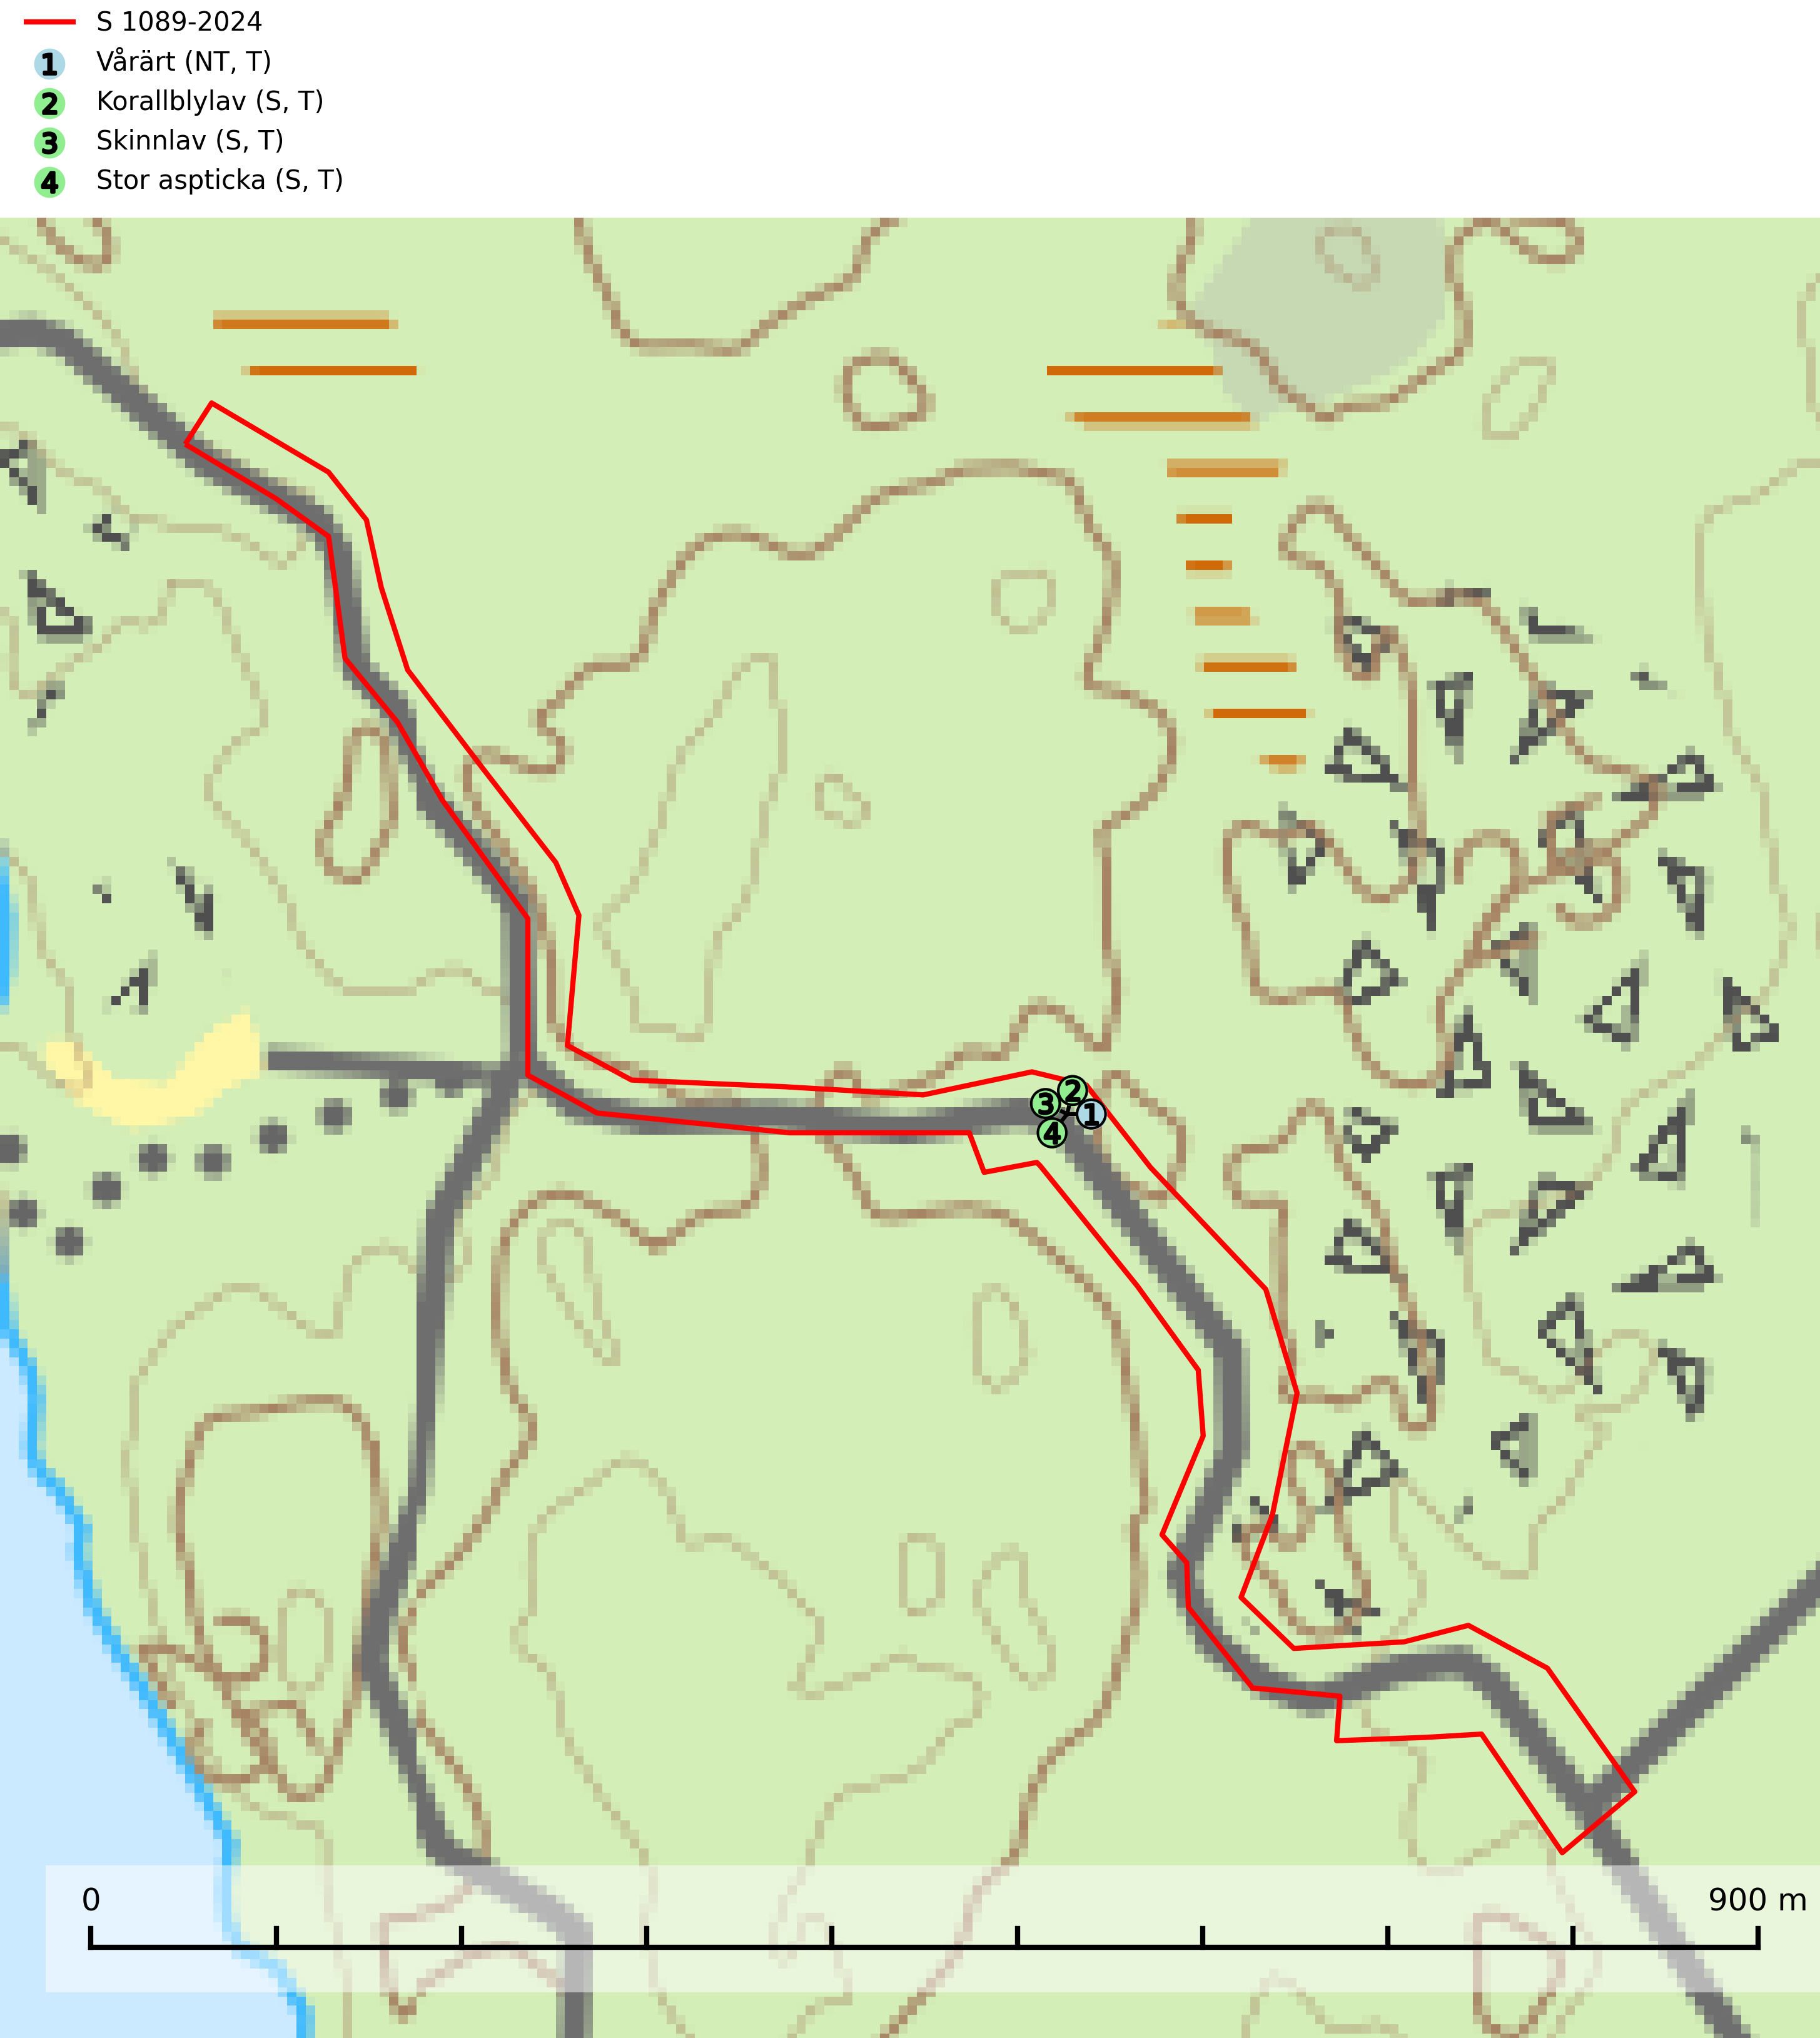 S 1089-2024
1 Vårärt (NT, T)
2 Korallblylav (S, T)
3 Skinnlav (S, T)
4 Stor aspticka (S, T)
2
3
1
4
0 900 m